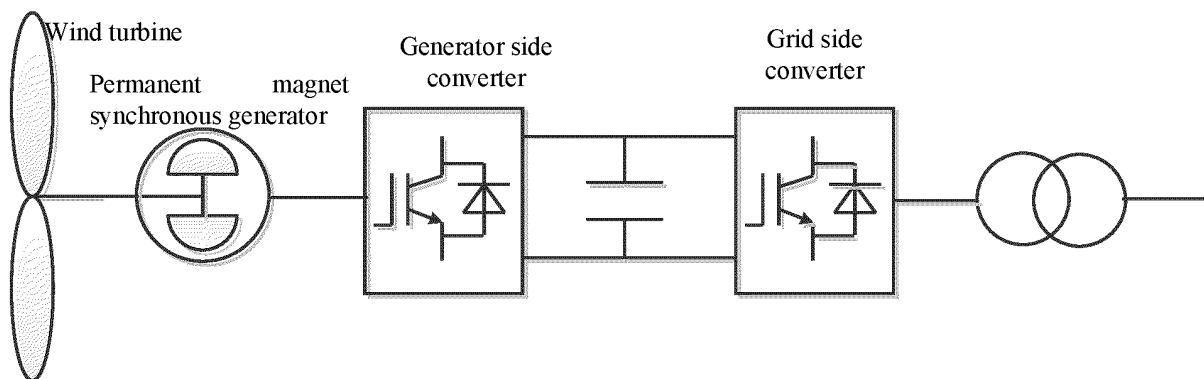 Wind turbine
Permanent magnet
synchronous generator
Generator side
converter
Grid side
converter